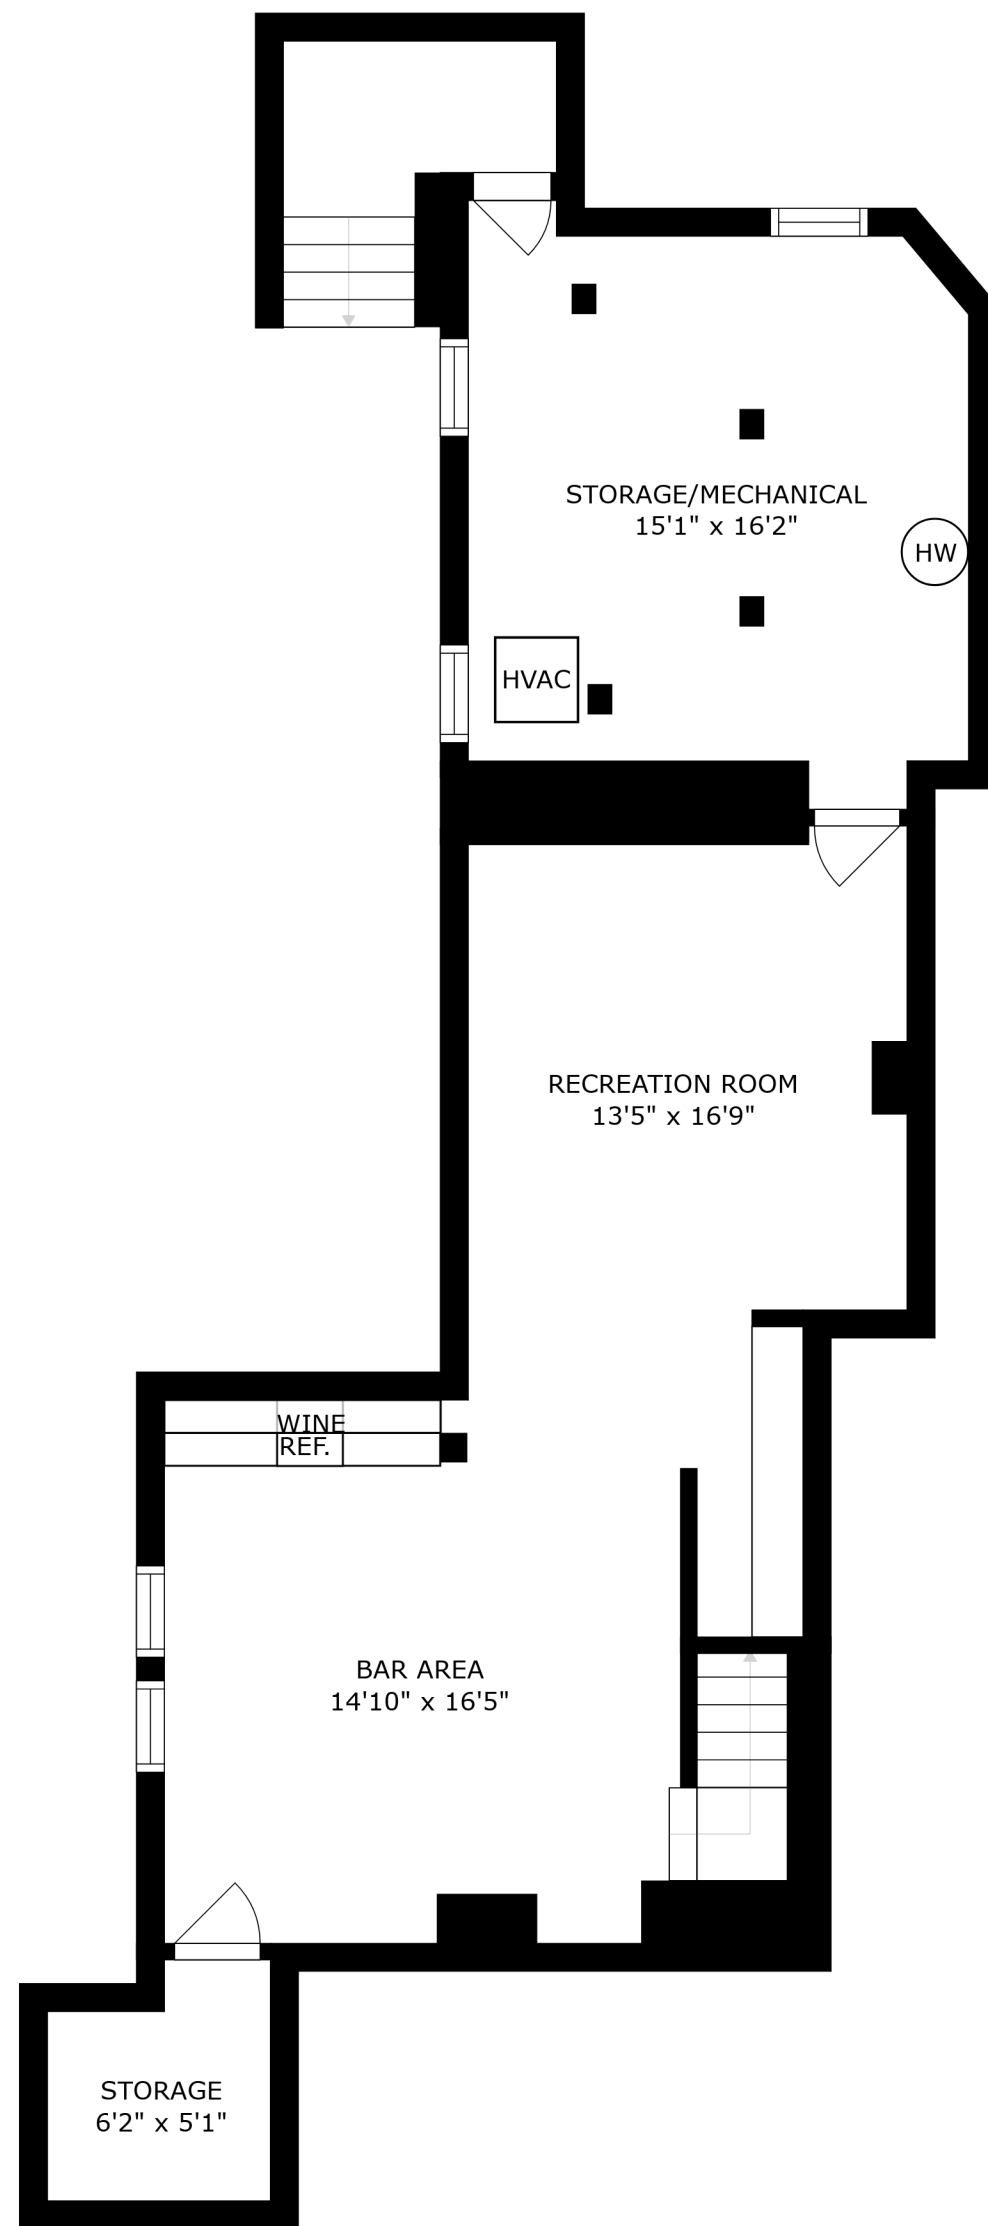 STORAGE/MECHANICAL
15'1" x 16'2"
HW
HVAC
RECREATION ROOM
13'5" x 16'9"
WINE
REF.
BAR AREA
14'10" x 16'5"
STORAGE
6'2" x 5'1"